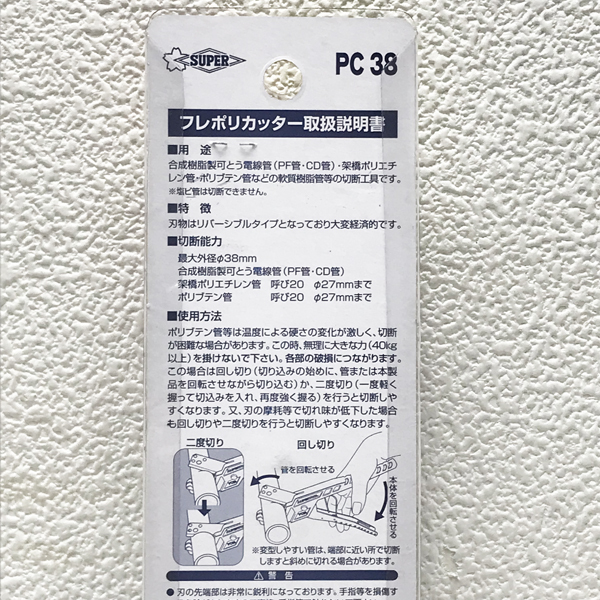 SUPER
PC 38
フレポリカッター取扱説明書
■用 途
合成樹脂製可とう電線管(PF管・CD管)・架橋ポリエチ
レン管・ポリブテン管などの軟質樹脂管等の切断工具です。
※塩ビ管は切断できません。
■特 徴
刃物はリバーシブルタイプとなっており大変経済的です。
■切断能力
最大外径φ38mm
合成樹脂製可とう電線管(PF管・CD管)
架橋ポリエチレン管 呼び20 φ27mmまで
ポリブテン管 呼び20 φ27mmまで
■使用方法
ポリブテン管等は温度による硬さの変化が激しく、切断
が困難な場合があります。この時、無理に大きな力(40kg
以上)を掛けないで下さい。各部の破損につながります。
この場合は回し切り(切り込みの始めに、管または本製
品を回転させながら切り込む)か、二度切り(一度軽く
握って切込みを入れ、再度強く握る)を行うと切断しや
すくなります。又、刃の摩耗等で切れ味が低下した場合
も回し切りや二度切りを行うと切断しやすくなります。
二度切り
回し切り
管を回転させる
本体を回転させる
※変型しやすい管は、端部に近い所で切断
しますと斜めに切れる場合があります。
⚠ 警 告
●刃の先端部は非常に鋭利になっております。手指等を損傷す